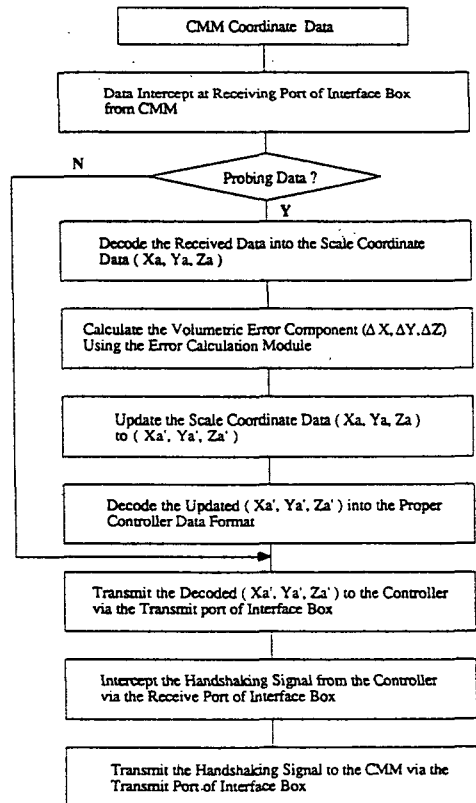 CMM Coordinate Data
Data Intercept at Receiving Port of Interface Box
from CMM
N
Probing Data ?
Y
Decode the Received Data into the Scale Coordinate
Data ( Xa, Ya, Za )
Calculate the Volumetric Error Component (Δ X, ΔY, ΔZ)
Using the Error Calculation Module
Update the Scale Coordinate Data ( Xa, Ya, Za )
to ( Xa', Ya', Za' )
Decode the Updated ( Xa', Ya', Za' ) into the Proper
Controller Data Format
Transmit the Decoded ( Xa', Ya', Za' ) to the Controller
via the Transmit port of Interface Box
Intercept the Handshaking Signal from the Controller
via the Receive Port of Interface Box
Transmit the Handshaking Signal to the CMM via the
Transmit Port of Interface Box